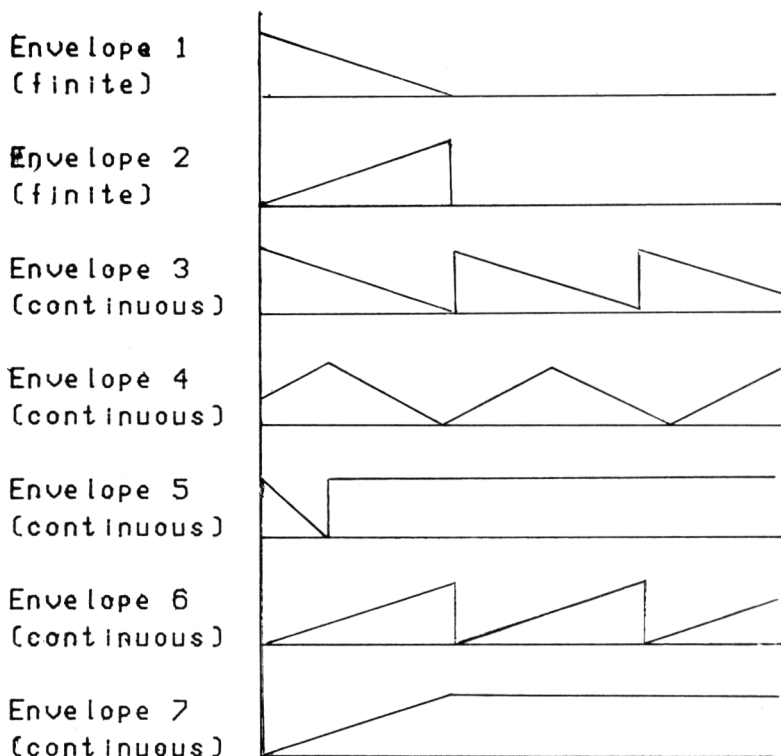 Envelope 1
(finite)
Envelope 2
(finite)
Envelope 3
(continuous)
Envelope 4
(continuous)
Envelope 5
(continuous)
Envelope 6
(continuous)
Envelope 7
(continuous)